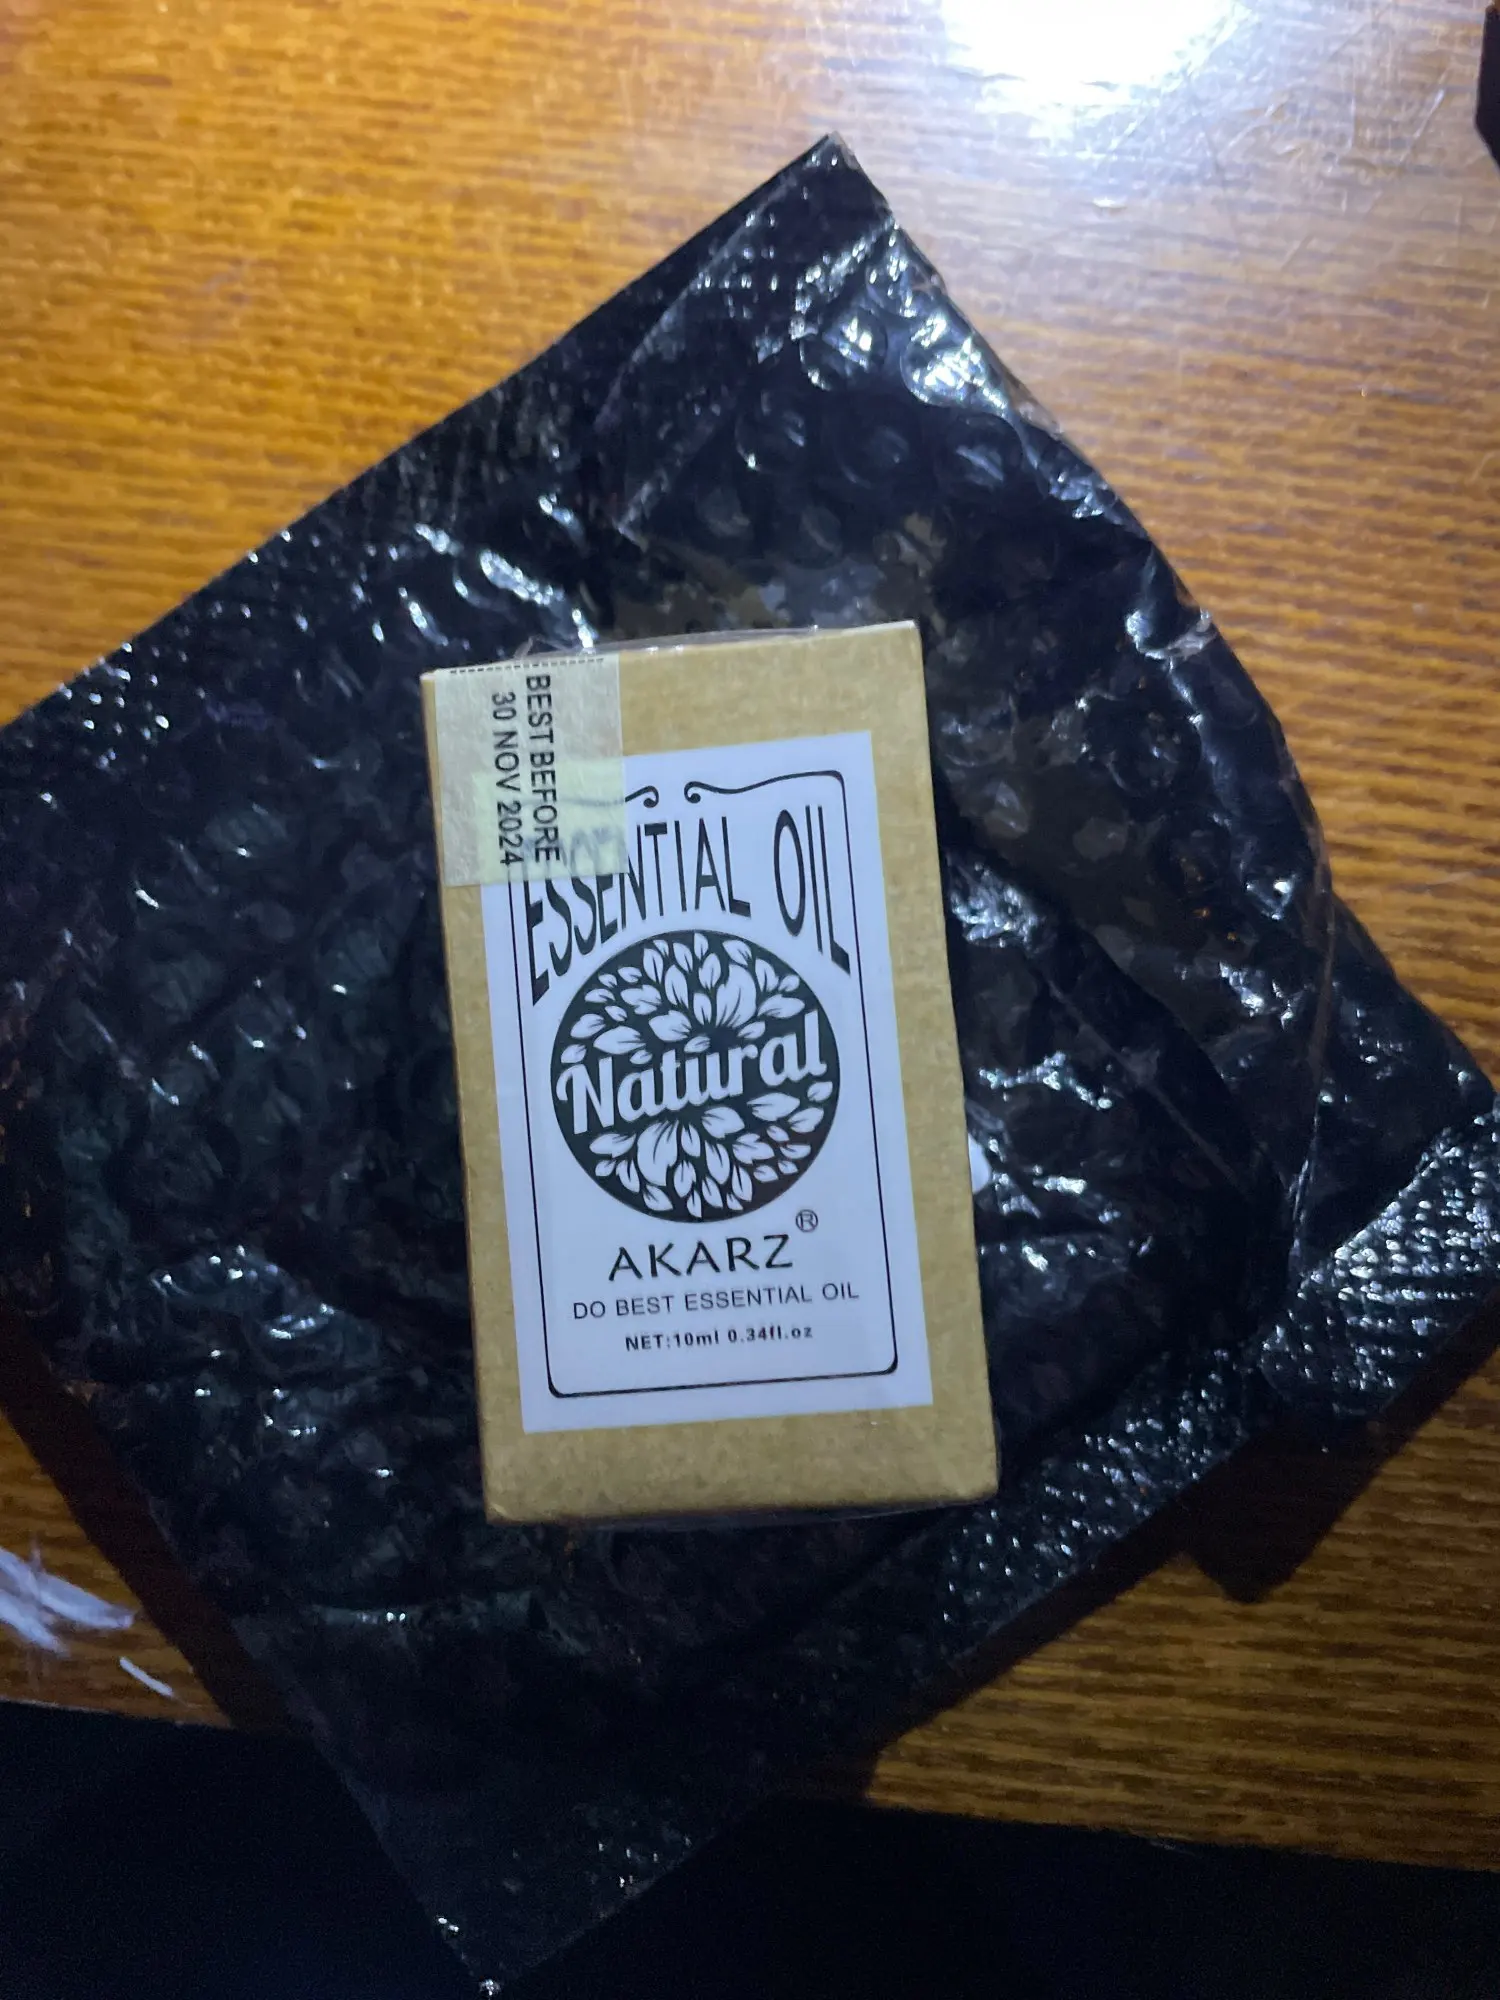 BEST BEFORE
30 NOV 2024
ESSENTIAL OIL
Natural
AKARZ®
DO BEST ESSENTIAL OIL
NET:10ml 0.34fl.oz